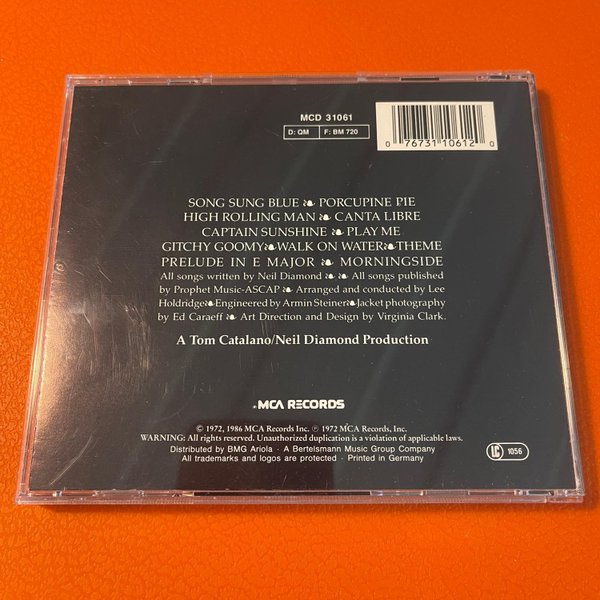 MCD 31061
D: QM F: BM 720
0 76731 10612 0
SONG SUNG BLUE ❧ PORCUPINE PIE
HIGH ROLLING MAN ❧ CANTA LIBRE
CAPTAIN SUNSHINE ❧ PLAY ME
GITCHY GOOMY❧WALK ON WATER❧THEME
PRELUDE IN E MAJOR ❧ MORNINGSIDE
All songs written by Neil Diamond ❧ ❧ All songs published
by Prophet Music-ASCAP ❧ Arranged and conducted by Lee
Holdridge❧Engineered by Armin Steiner❧Jacket photography
by Ed Caraeff ❧ Art Direction and Design by Virginia Clark.
A Tom Catalano/Neil Diamond Production
MCA RECORDS
© 1972, 1986 MCA Records Inc. ℗ 1972 MCA Records, Inc.
WARNING: All rights reserved. Unauthorized duplication is a violation of applicable laws.
Distributed by BMG Ariola · A Bertelsmann Music Group Company
All trademarks and logos are protected · Printed in Germany
LC 1056